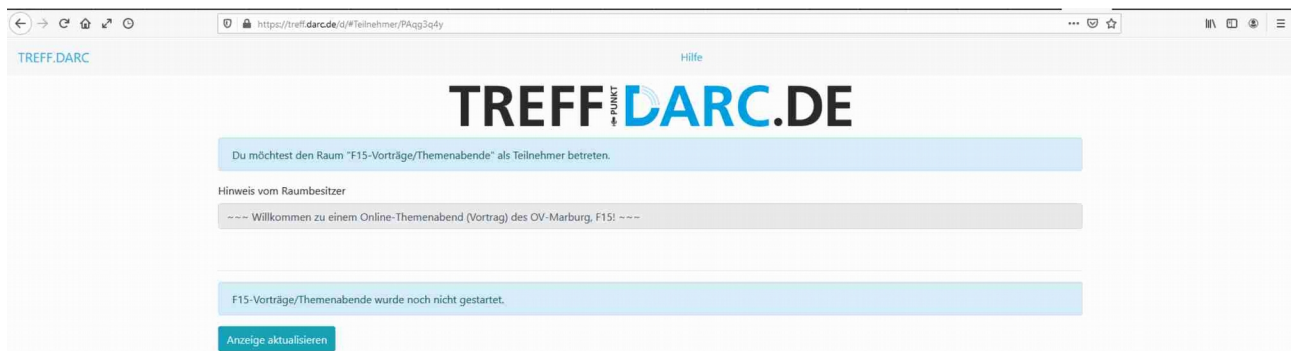 https://treff.darc.de/d/#Teilnehmer/PAqg3q4y
TREFF.DARC
Hilfe
TREFF.PUNKT DARC.DE
Du möchtest den Raum "F15-Vorträge/Themenabende" als Teilnehmer betreten.
Hinweis vom Raumbesitzer
~~~ Willkommen zu einem Online-Themenabend (Vortrag) des OV-Marburg, F15! ~~~
F15-Vorträge/Themenabende wurde noch nicht gestartet.
Anzeige aktualisieren